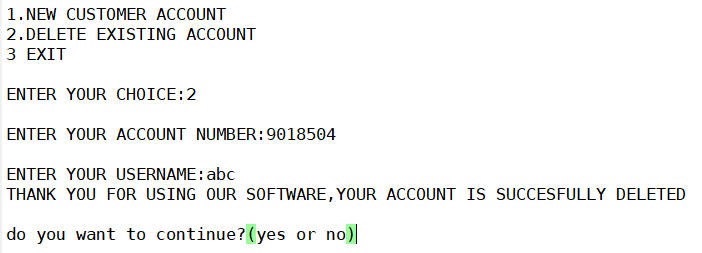 1.NEW CUSTOMER ACCOUNT
2.DELETE EXISTING ACCOUNT
3 EXIT
ENTER YOUR CHOICE:2
ENTER YOUR ACCOUNT NUMBER:9018504
ENTER YOUR USERNAME:abc
THANK YOU FOR USING OUR SOFTWARE,YOUR ACCOUNT IS SUCCESFULLY DELETED
do you want to continue?(yes or no)